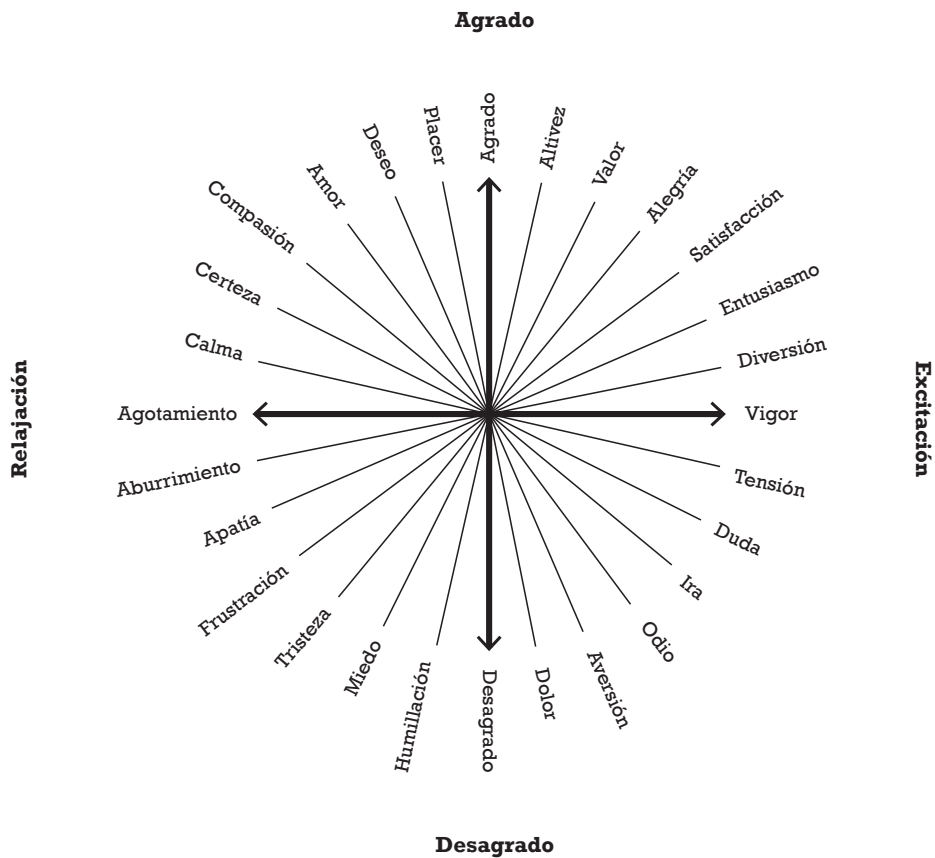 Agrado
Agrado
Altivez
Valor
Alegría
Satisfacción
Entusiasmo
Diversión
Vigor
Tensión
Duda
Ira
Odio
Aversión
Dolor
Desagrado
Humillación
Miedo
Tristeza
Frustración
Apatía
Aburrimiento
Agotamiento
Calma
Certeza
Compasión
Amor
Deseo
Placer
Relajación
Excitación
Desagrado